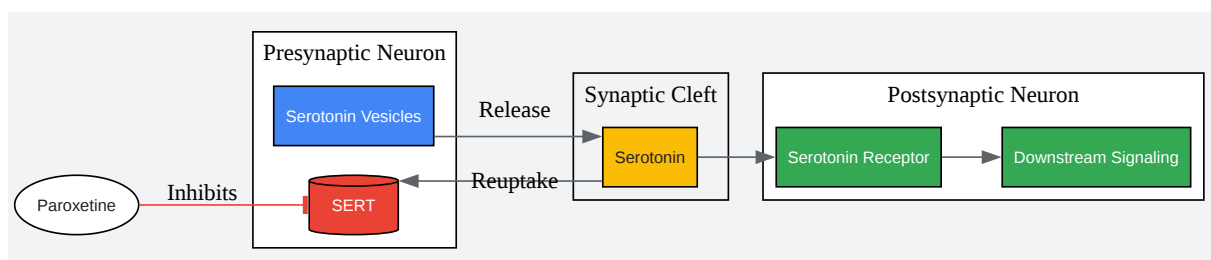 Presynaptic Neuron
Serotonin Vesicles
Release
Synaptic Cleft
Postsynaptic Neuron
Serotonin
Serotonin Receptor
Downstream Signaling
Reuptake
Paroxetine
Inhibits
SERT